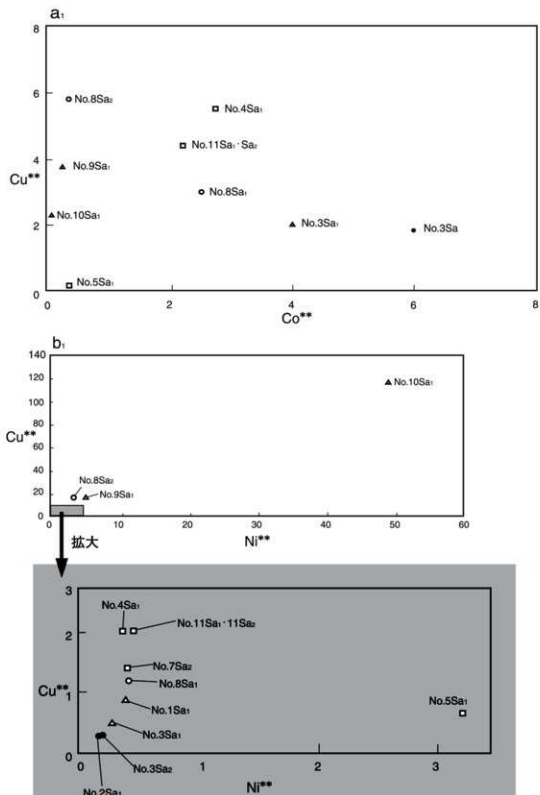 a₁
8
No.8Sa₂
No.4Sa₁
6
No.11Sa₁·Sa₂
4
No.9Sa₁
Cu**
No.8Sa₁
No.10Sa₁
No.3Sa₁
No.3Sa
2
No.5Sa₁
0
0 2 4 6 8
Co**
b₁
140
120
No.10Sa₁
100
80
Cu**
60
40
No.8Sa₂
No.9Sa₁
20
0
0 10 20 30 40 50 60
拡大
Ni**
3
No.4Sa₁
No.11Sa₁·11Sa₂
2
No.7Sa₂
No.8Sa₁
Cu**
1
No.1Sa₁
No.5Sa₁
No.3Sa₁
0
No.3Sa₂
0 1 2 3
No.2Sa₁
Ni**